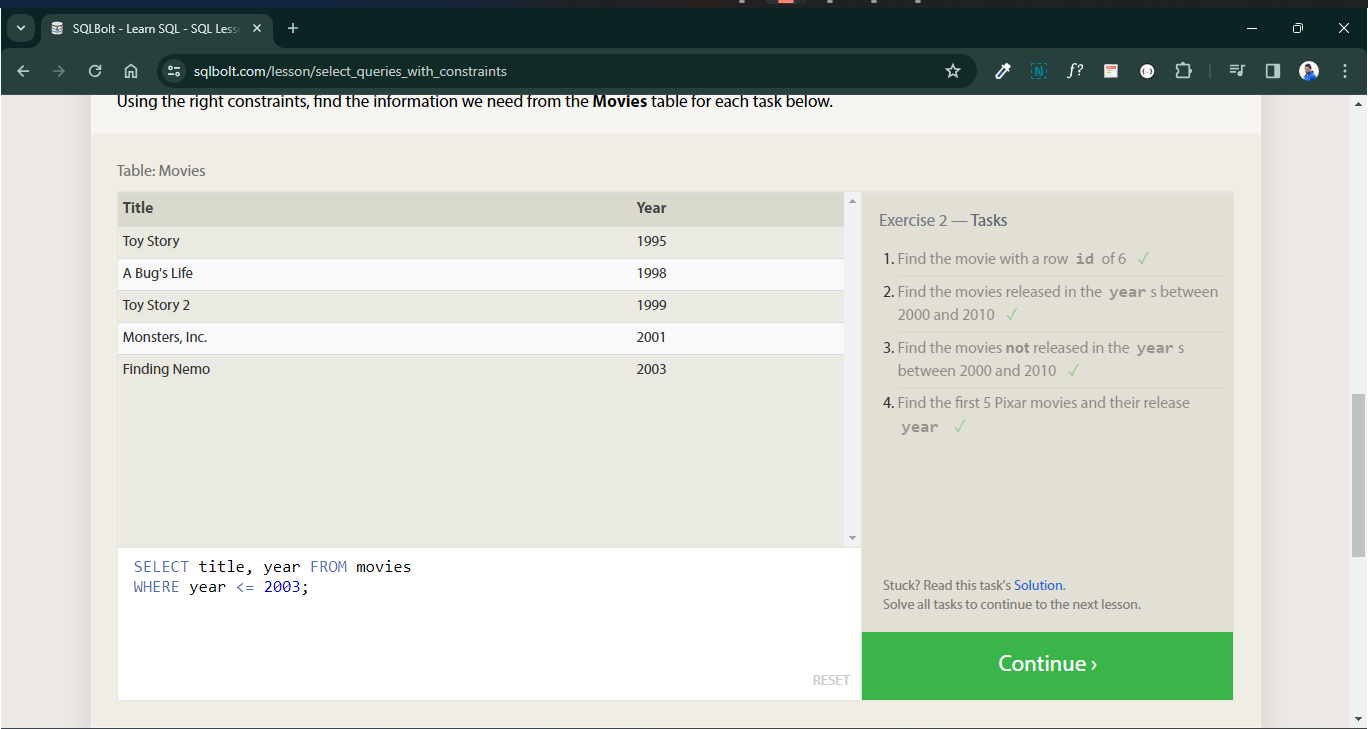 SQLBolt - Learn SQL - SQL Less
sqlbolt.com/lesson/select_queries_with_constraints
f?
Using the right constraints, find the information we need from the Movies table for each task below.
Table: Movies
Title Year
Toy Story 1995
A Bug's Life 1998
Toy Story 2 1999
Monsters, Inc. 2001
Finding Nemo 2003
SELECT title, year FROM movies
WHERE year <= 2003;
RESET
Exercise 2 — Tasks
1. Find the movie with a row id of 6 ✓
2. Find the movies released in the year s between
2000 and 2010 ✓
3. Find the movies not released in the year s
between 2000 and 2010 ✓
4. Find the first 5 Pixar movies and their release
year ✓
Stuck? Read this task's Solution.
Solve all tasks to continue to the next lesson.
Continue ›